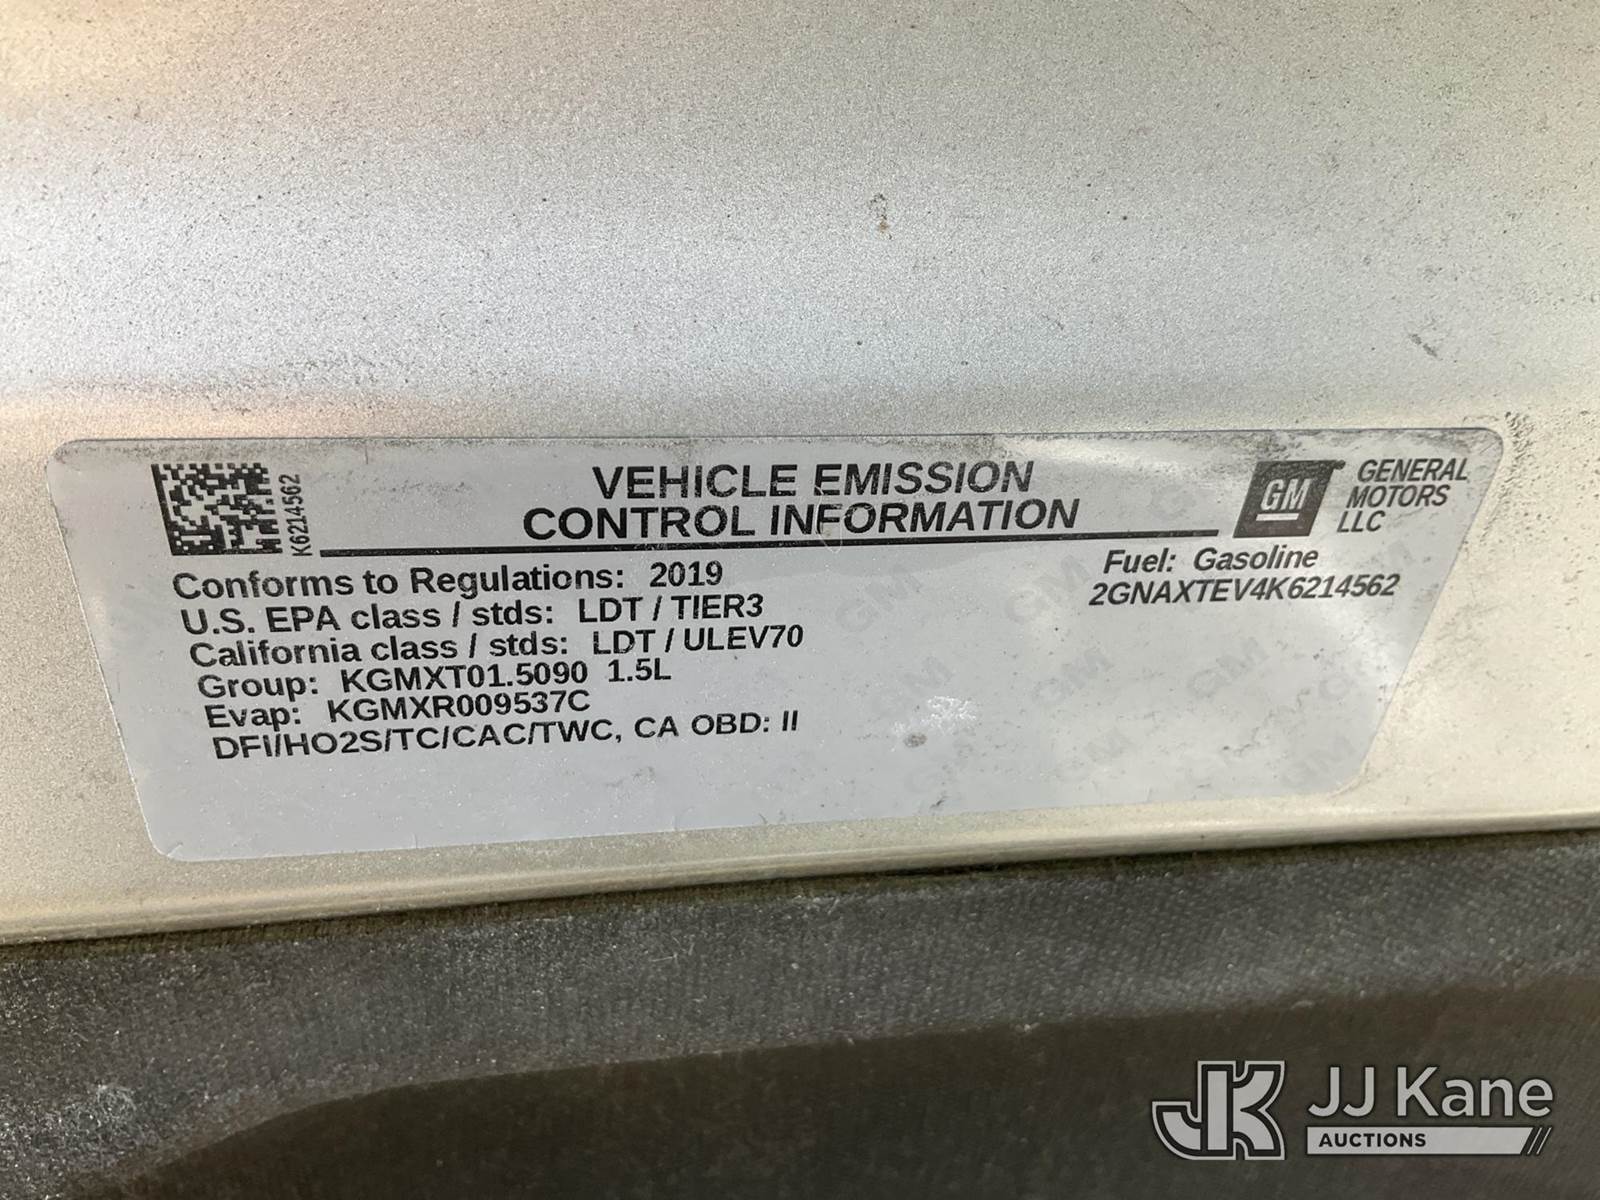 K6214562
VEHICLE EMISSION
CONTROL INFORMATION
GM
GENERAL
MOTORS
LLC
Conforms to Regulations: 2019
U.S. EPA class / stds: LDT / TIER3
California class / stds: LDT / ULEV70
Group: KGMXT01.5090 1.5L
Evap: KGMXR009537C
DFI/HO2S/TC/CAC/TWC, CA OBD: II
Fuel: Gasoline
2GNAXTEV4K6214562
JK
JJ Kane
AUCTIONS